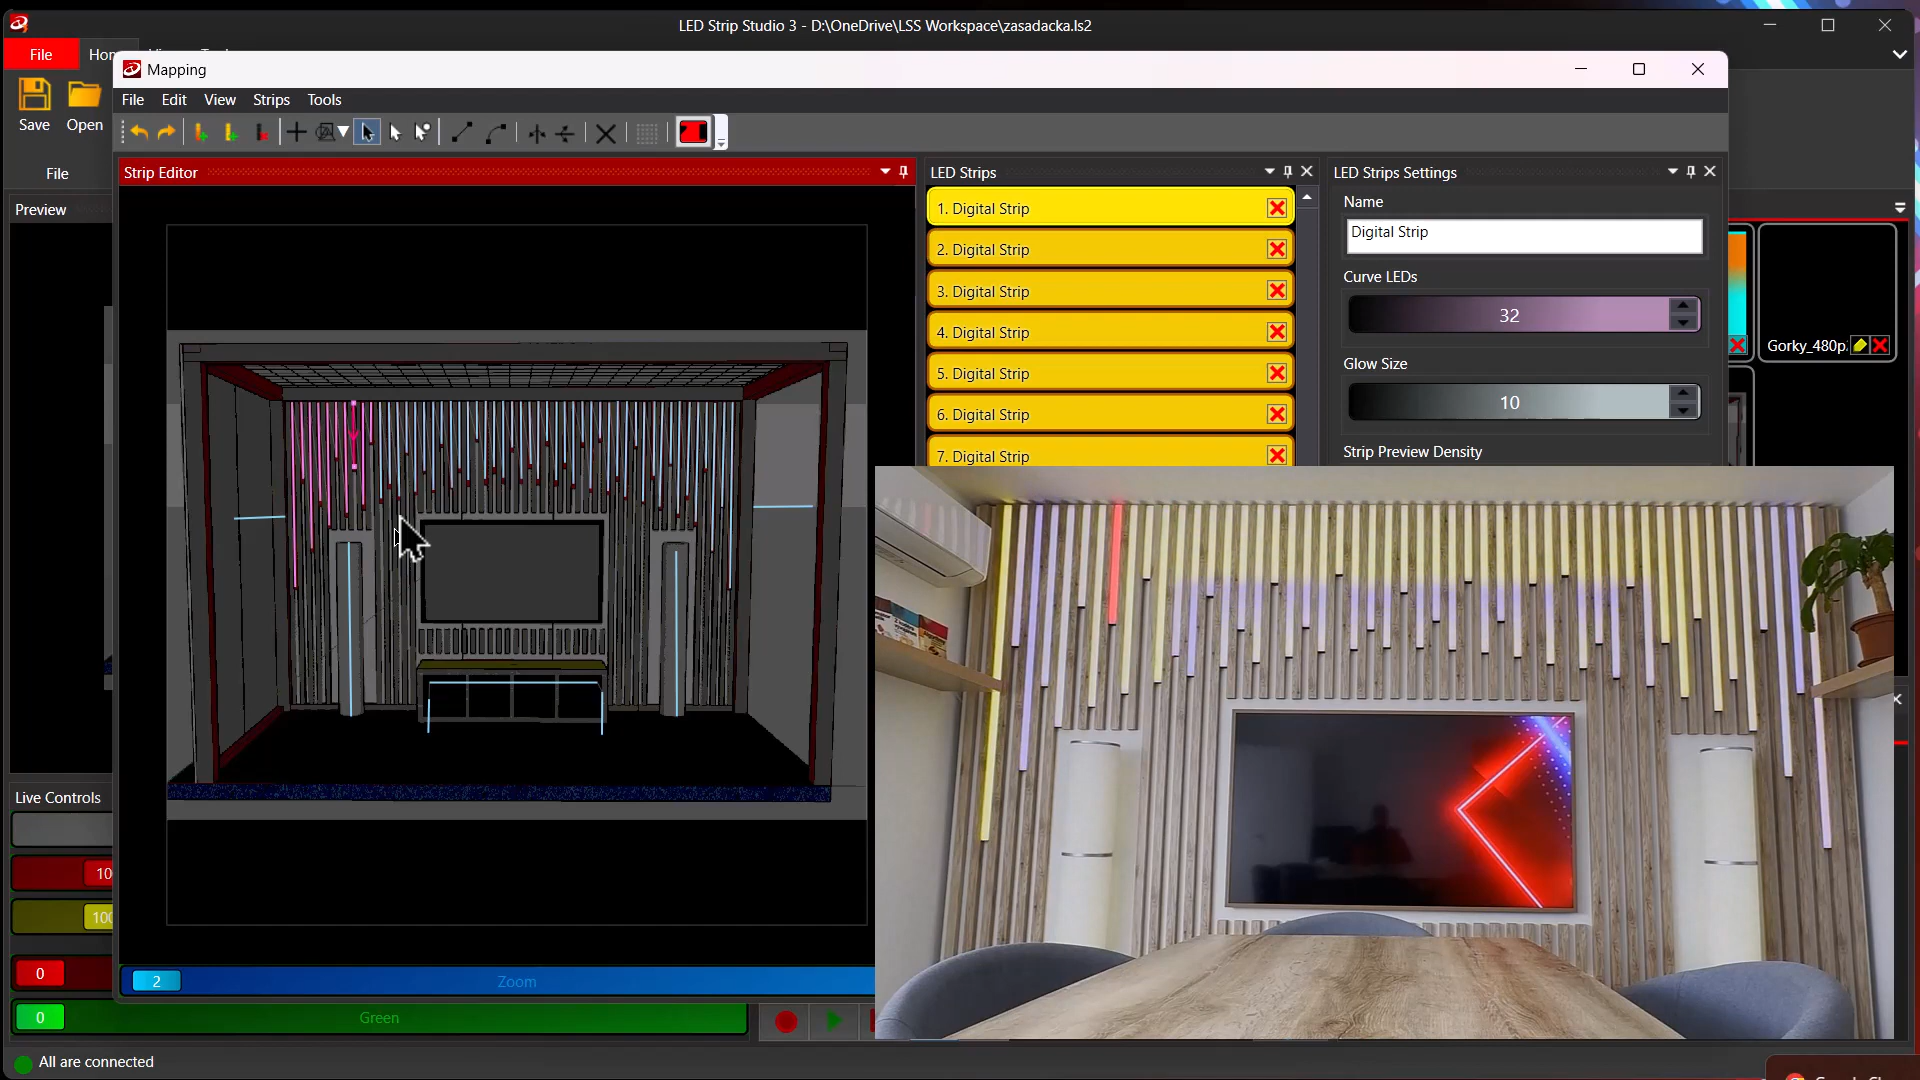 LED Strip Studio 3 - D:\OneDrive\LSS Workspace\zasadacka.ls2
File
Save
Open
File
Preview
Mapping
File Edit View Strips Tools
Strip Editor
LED Strips
1. Digital Strip
2. Digital Strip
3. Digital Strip
4. Digital Strip
5. Digital Strip
6. Digital Strip
7. Digital Strip
LED Strips Settings
Name
Digital Strip
Curve LEDs
32
Glow Size
10
Strip Preview Density
Gorky_480p
Live Controls
100
0
2
Zoom
0
Green
All are connected